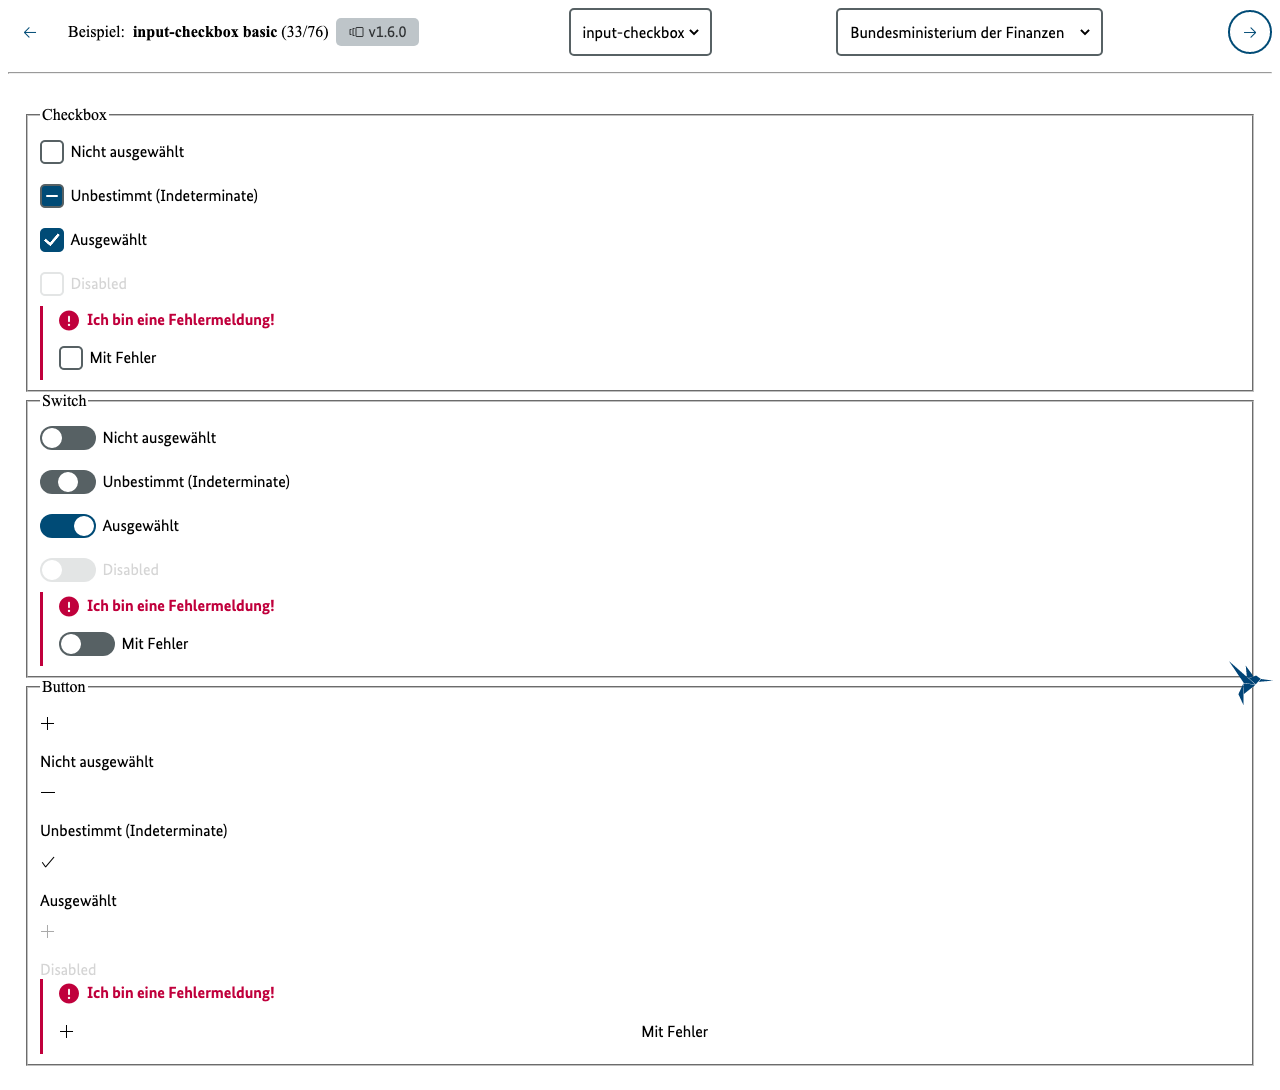 Beispiel: input-checkbox basic (33/76) v1.6.0 input-checkbox Bundesministerium der Finanzen
Checkbox
Nicht ausgewählt
Unbestimmt (Indeterminate)
Ausgewählt
Disabled
Ich bin eine Fehlermeldung!
Mit Fehler
Switch
Nicht ausgewählt
Unbestimmt (Indeterminate)
Ausgewählt
Disabled
Ich bin eine Fehlermeldung!
Mit Fehler
Button
Nicht ausgewählt
Unbestimmt (Indeterminate)
Ausgewählt
Disabled
Ich bin eine Fehlermeldung!
Mit Fehler